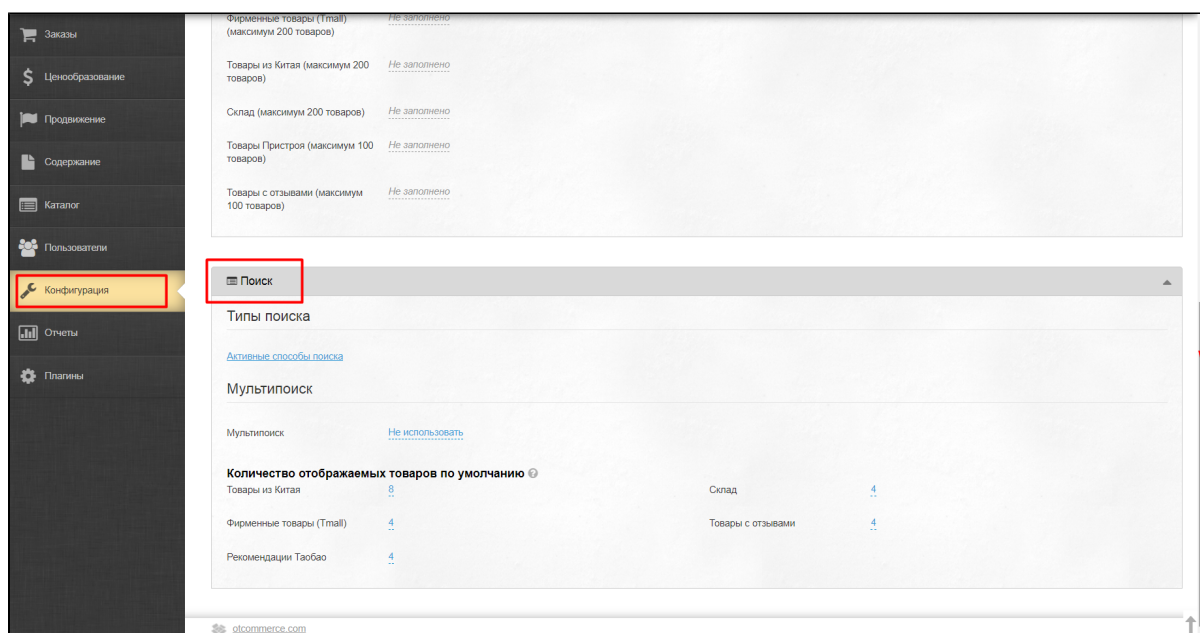 Заказы
Ценообразование
Продвижение
Содержание
Каталог
Пользователи
Конфигурация
Отчеты
Плагины
Фирменные товары (Tmall) Не заполнено
(максимум 200 товаров)
Товары из Китая (максимум 200 Не заполнено
товаров)
Склад (максимум 200 товаров) Не заполнено
Товары Пристроя (максимум 100 Не заполнено
товаров)
Товары с отзывами (максимум Не заполнено
100 товаров)
Поиск
Типы поиска
Активные способы поиска
Мультипоиск
Мультипоиск Не использовать
Количество отображаемых товаров по умолчанию ?
Товары из Китая 8 Склад 4
Фирменные товары (Tmall) 4 Товары с отзывами 4
Рекомендации Таобао 4
otcommerce.com